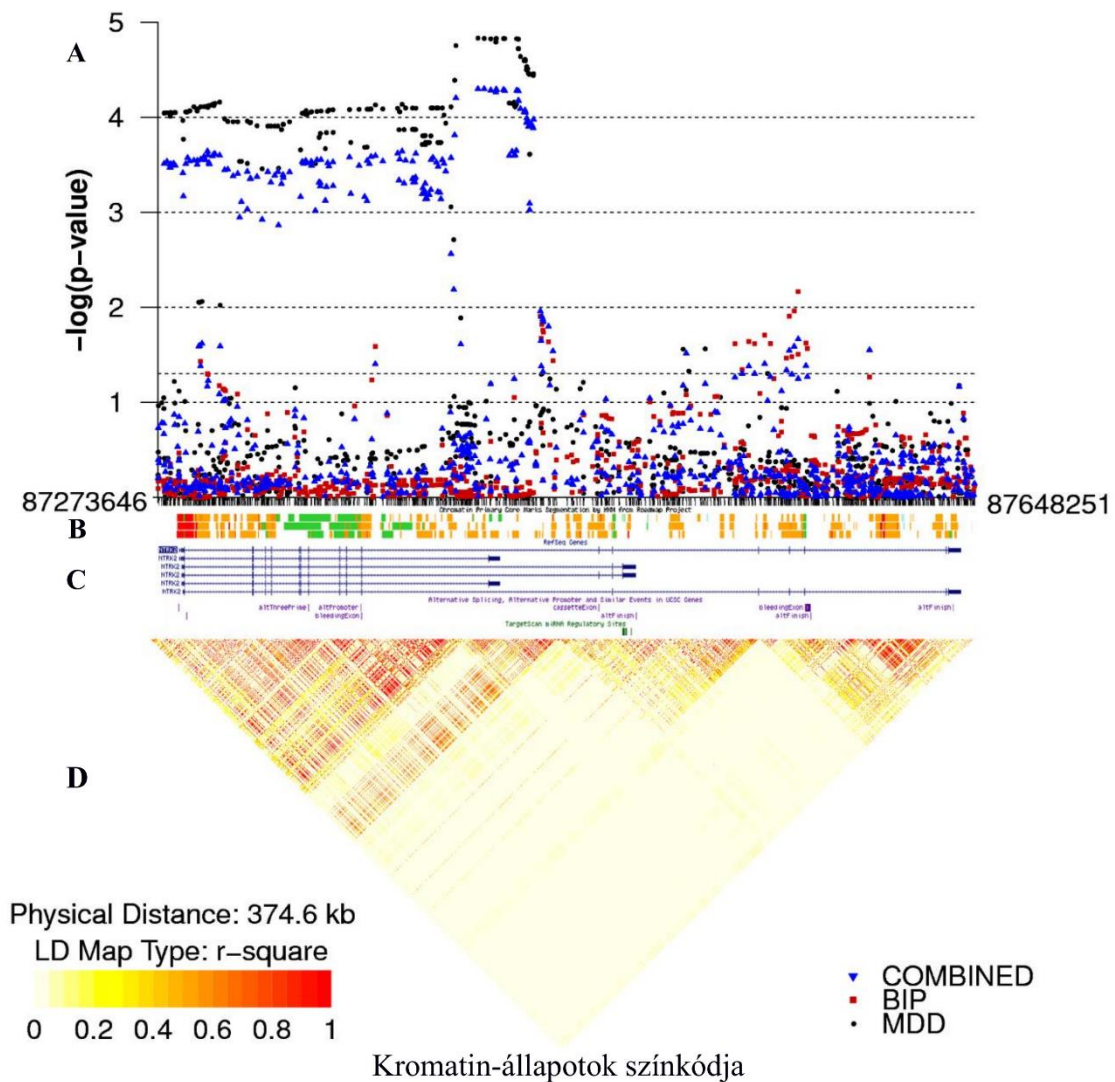 A
5
4
3
2
1
-log(p-value)
87273646
87648251
Chromatin Primary Core Marks Segmentation by HMM from Roadmap Project
B
RefSeq Genes
NTRK2
NTRK2
NTRK2
NTRK2
NTRK2
NTRK2
C
Alternative Splicing, Alternative Promoter and Similar Events in UCSC Genes
altThreePrime altPromoter cassetteExon bleedingExon altFinish
bleedingExon altFinish altFinish
TargetScan miRNA Regulatory Sites
D
Physical Distance: 374.6 kb
LD Map Type: r-square
0 0.2 0.4 0.6 0.8 1
COMBINED
BIP
MDD
Kromatin-állapotok színkódja